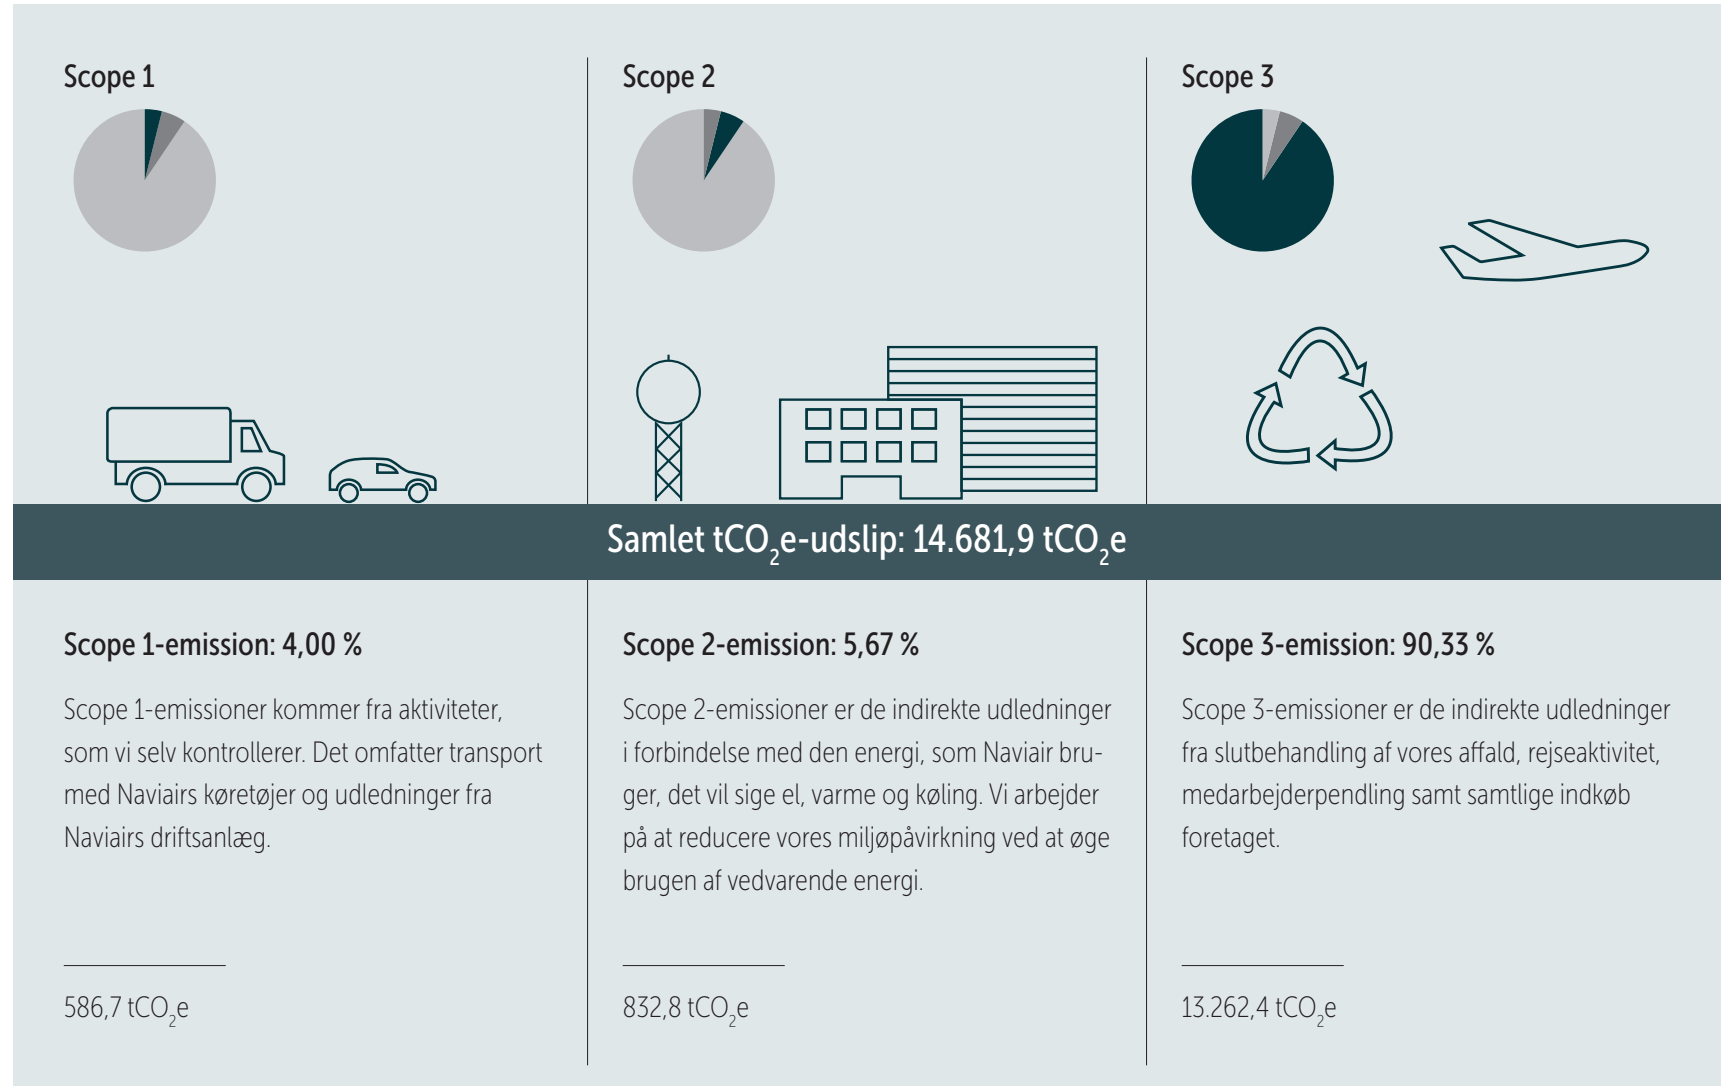 Scope 1
Scope 2
Scope 3
Samlet tCO₂e-udslip: 14.681,9 tCO₂e
Scope 1-emission: 4,00 %
Scope 1-emissioner kommer fra aktiviteter,
som vi selv kontrollerer. Det omfatter transport
med Naviairs køretøjer og udledninger fra
Naviairs driftsanlæg.
586,7 tCO₂e
Scope 2-emission: 5,67 %
Scope 2-emissioner er de indirekte udledninger
i forbindelse med den energi, som Naviair bru-
ger, det vil sige el, varme og køling. Vi arbejder
på at reducere vores miljøpåvirkning ved at øge
brugen af vedvarende energi.
832,8 tCO₂e
Scope 3-emission: 90,33 %
Scope 3-emissioner er de indirekte udledninger
fra slutbehandling af vores affald, rejseaktivitet,
medarbejderpendling samt samtlige indkøb
foretaget.
13.262,4 tCO₂e